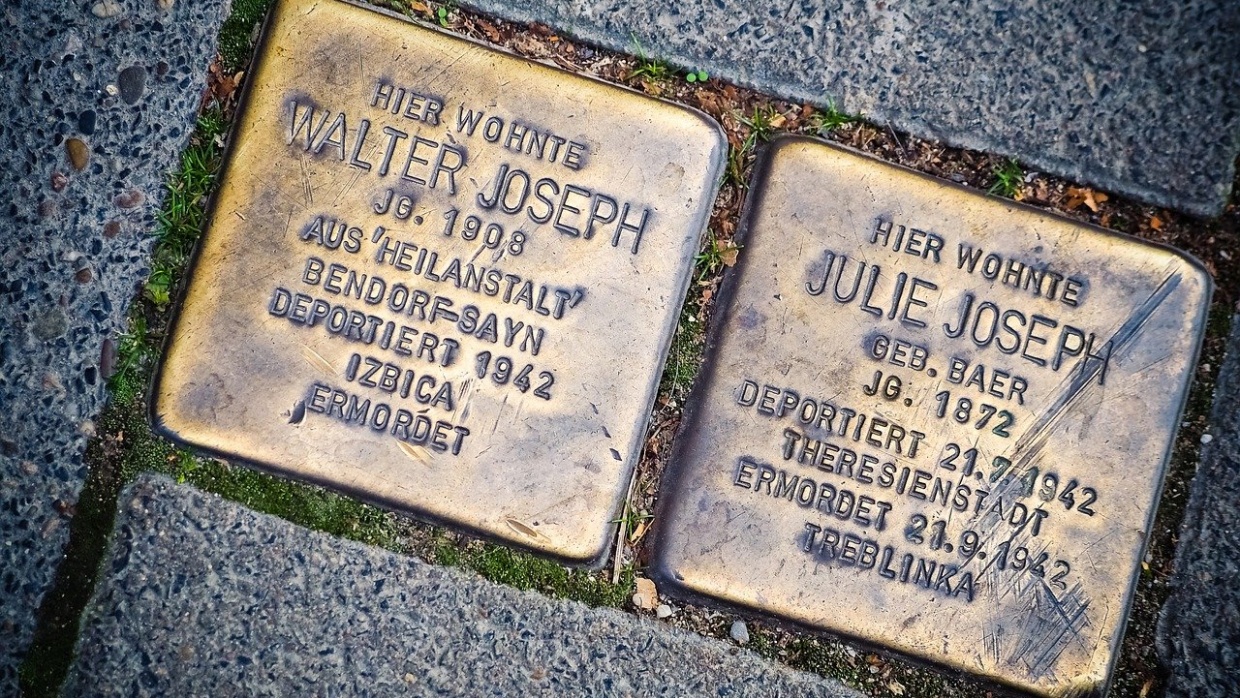 HIER WOHNTE
WALTER JOSEPH
JG. 1908
AUS 'HEILANSTALT'
BENDORF-SAYN
DEPORTIERT 1942
IZBICA
ERMORDET
HIER WOHNTE
JULIE JOSEPH
GEB. BAER
JG. 1872
DEPORTIERT 21.7.1942
THERESIENSTADT
ERMORDET 21.9.1942
TREBLINKA